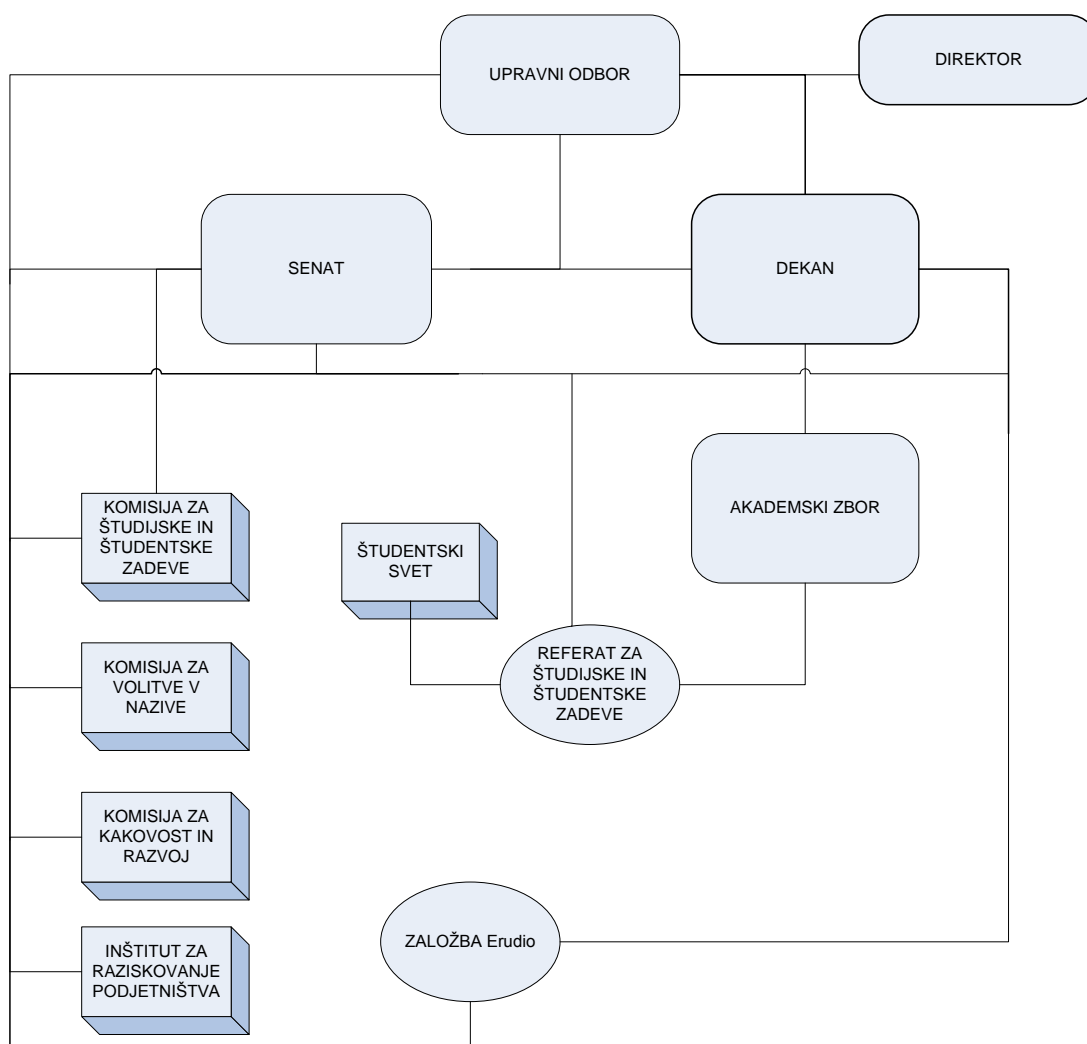 UPRAVNI ODBOR
DIREKTOR
SENAT
DEKAN
AKADEMSKI ZBOR
KOMISIJA ZA
ŠTUDIJSKE IN
ŠTUDENTSKE
ZADEVE
ŠTUDENTSKI
SVET
REFERAT ZA
ŠTUDIJSKE IN
ŠTUDENTSKE
ZADEVE
KOMISIJA ZA
VOLITVE V
NAZIVE
KOMISIJA ZA
KAKOVOST IN
RAZVOJ
ZALOŽBA Erudio
INŠTITUT ZA
RAZISKOVANJE
PODJETNIŠTVA